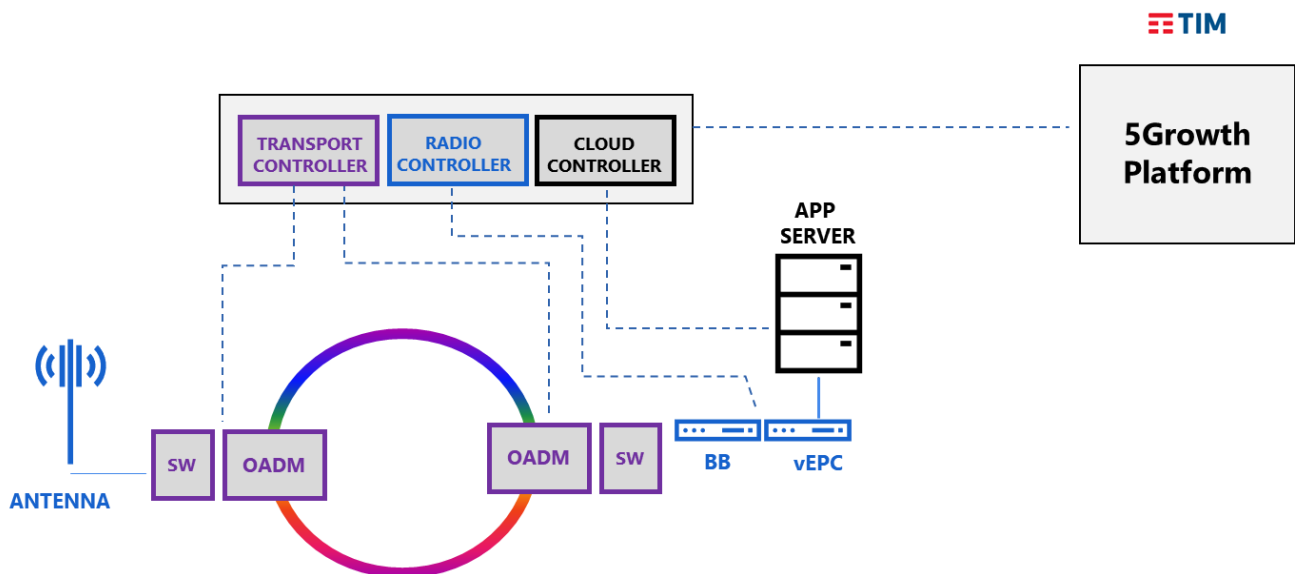 TIM
5Growth
Platform
TRANSPORT
CONTROLLER
RADIO
CONTROLLER
CLOUD
CONTROLLER
APP
SERVER
ANTENNA
SW
OADM
OADM
SW
BB
vEPC